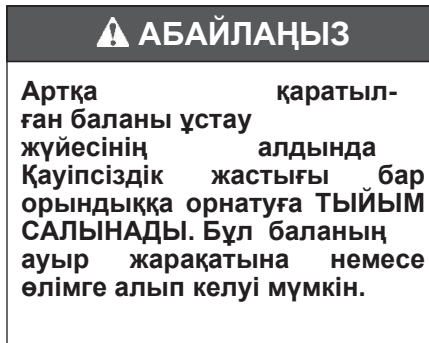 АБАЙЛАҢЫЗ
Артқа қаратыл-
ған баланы ұстау
жүйесінің алдында
Қауіпсіздік жастығы бар
орындыққа орнатуға ТЫЙЫМ
САЛЫНАДЫ. Бұл баланың
ауыр жарақатына немесе
өлімге алып келуі мүмкін.